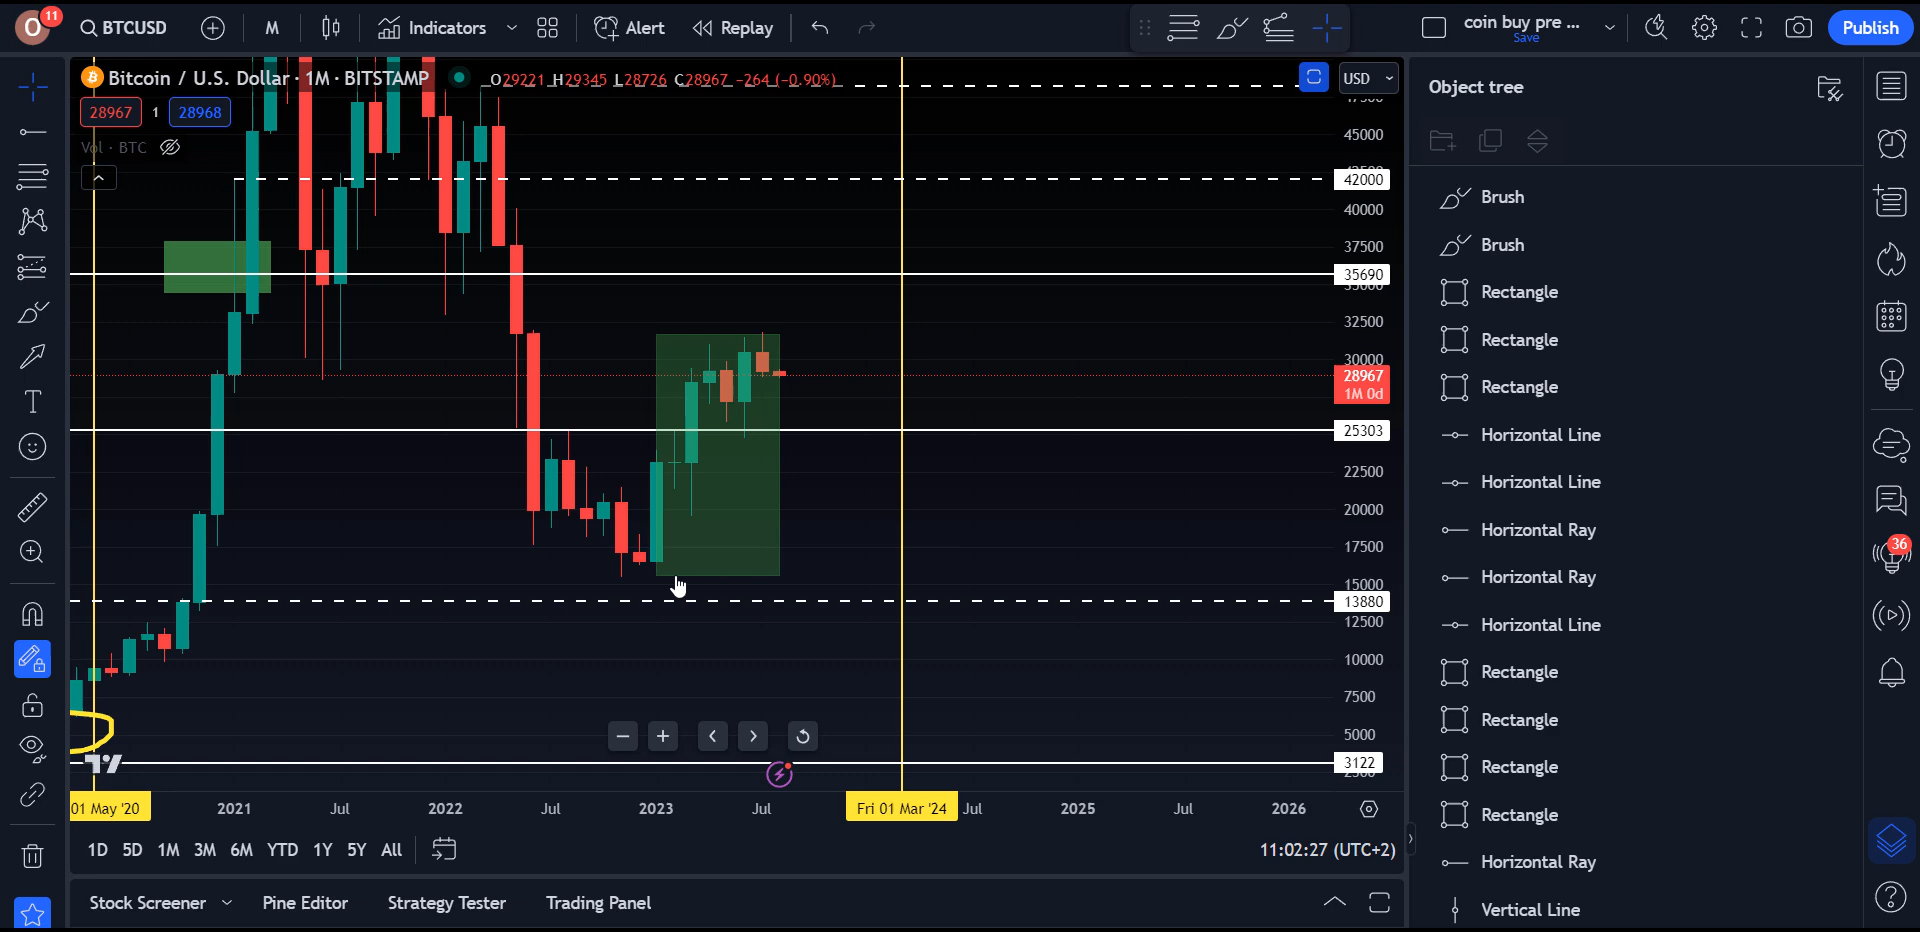 O 11 BTCUSD M Indicators Alert Replay coin buy pre ... Save Publish
Bitcoin / U.S. Dollar · 1M · BITSTAMP O29221 H29345 L28726 C28967 −264 (−0.90%) USD
28967 1 28968
Vol · BTC
45000
42000
40000
37500
35690
32500
30000
28967
1M 0d
25303
22500
20000
17500
15000
13880
12500
10000
7500
5000
3122
01 May '20 2021 Jul 2022 Jul 2023 Jul Fri 01 Mar '24 Jul 2025 Jul 2026
1D 5D 1M 3M 6M YTD 1Y 5Y All 11:02:27 (UTC+2)
Stock Screener Pine Editor Strategy Tester Trading Panel
Object tree
Brush
Brush
Rectangle
Rectangle
Rectangle
Horizontal Line
Horizontal Line
Horizontal Ray
Horizontal Ray
Horizontal Line
Rectangle
Rectangle
Rectangle
Rectangle
Horizontal Ray
Vertical Line
36